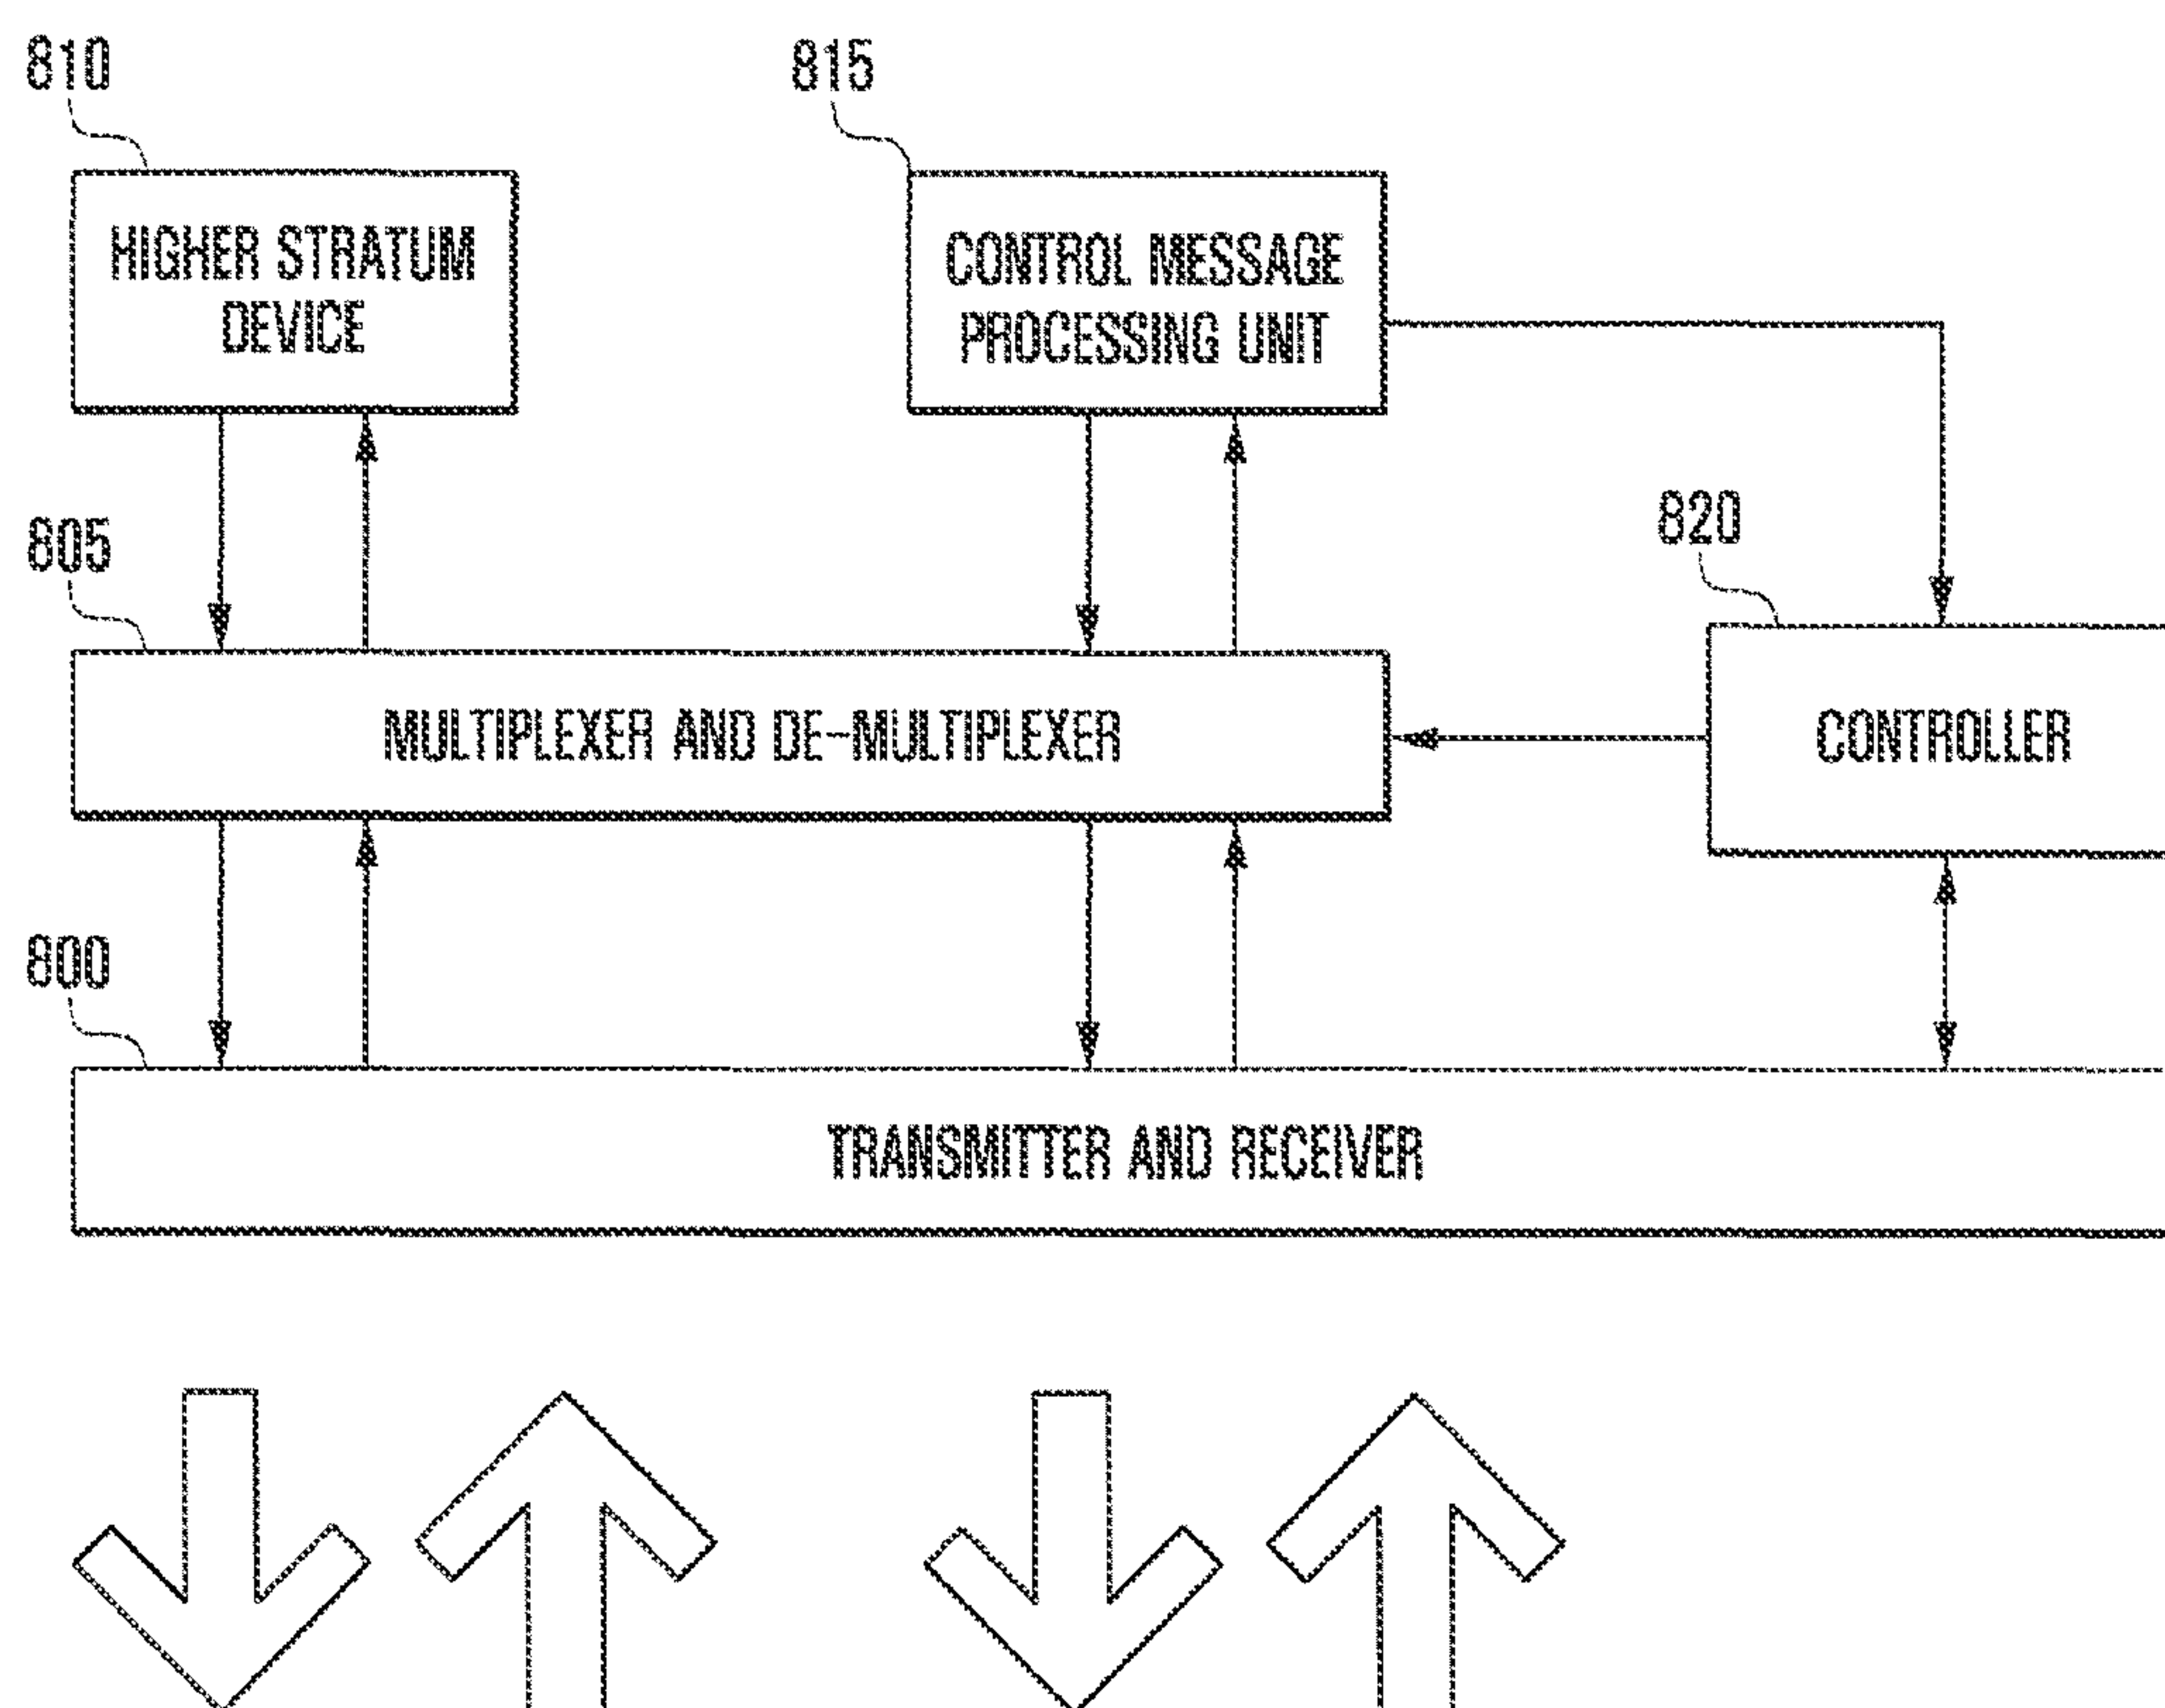 810
815
HIGHER STRATUM
DEVICE
CONTROL MESSAGE
PROCESSING UNIT
805
820
MULTIPLEXER AND DE-MULTIPLEXER
CONTROLLER
800
TRANSMITTER AND RECEIVER